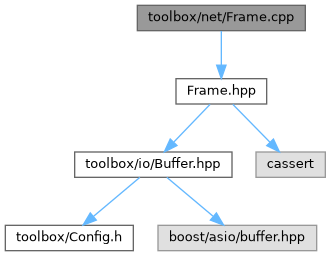 toolbox/net/Frame.cpp
Frame.hpp
toolbox/io/Buffer.hpp
cassert
toolbox/Config.h
boost/asio/buffer.hpp